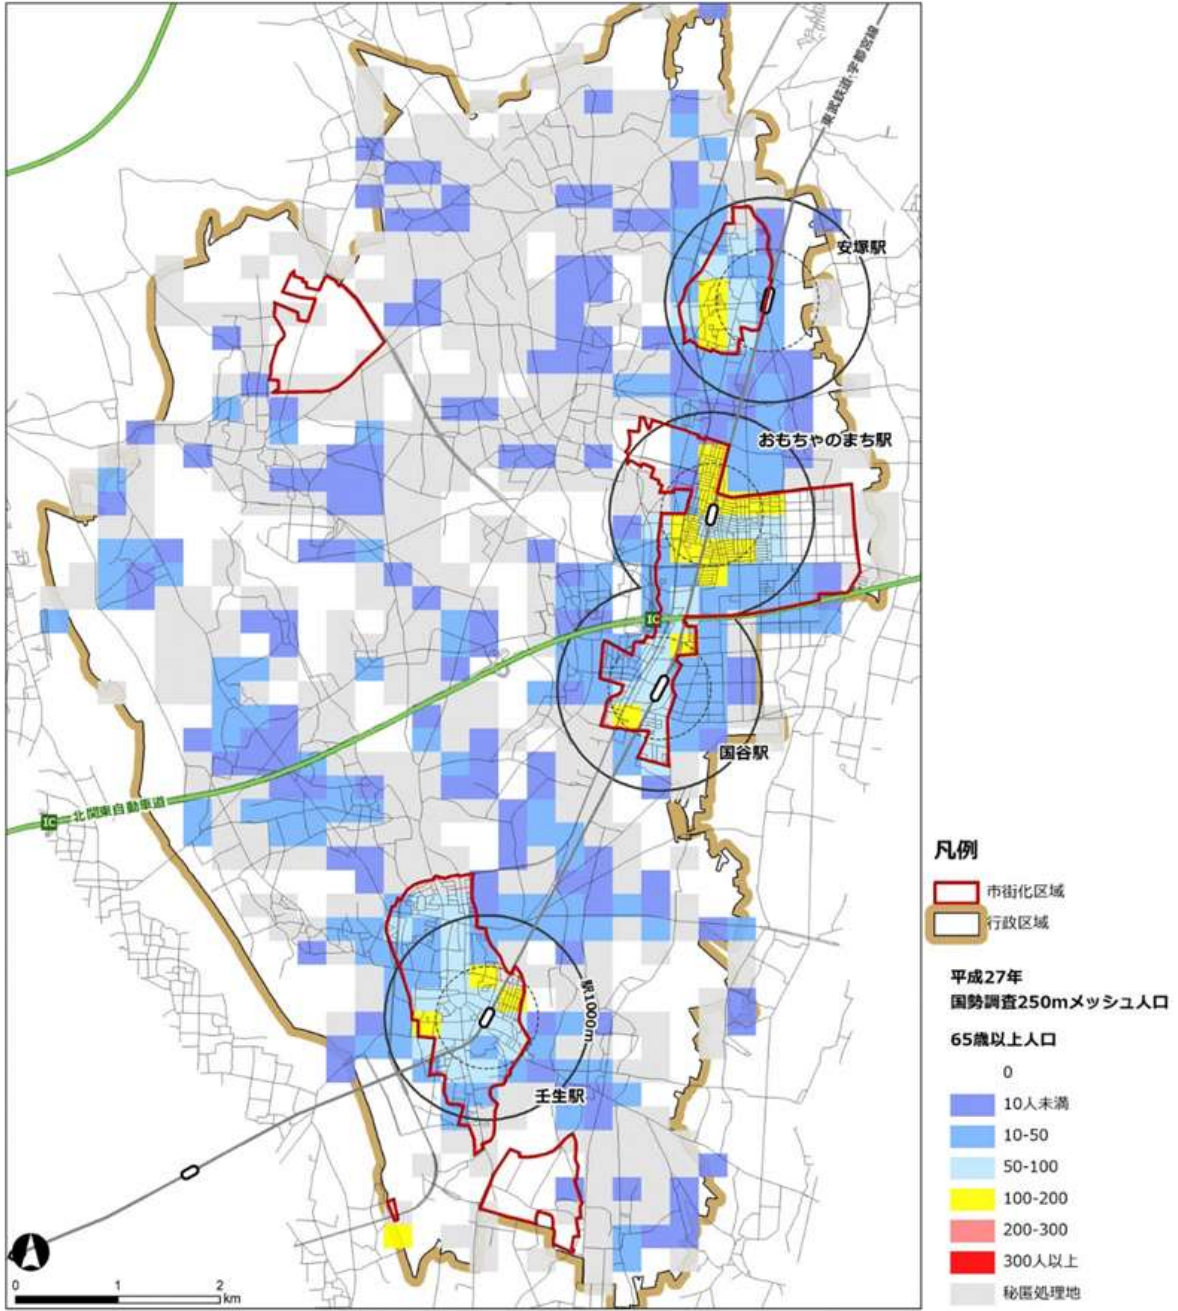 東武鉄道宇都宮線
安塚駅
おもちゃのまち駅
IC
国谷駅
IC 北関東自動車道
駅1000m
壬生駅
0 1 2
km
凡例
市街化区域
行政区域
平成27年
国勢調査250mメッシュ人口
65歳以上人口
0
10人未満
10-50
50-100
100-200
200-300
300人以上
秘匿処理地